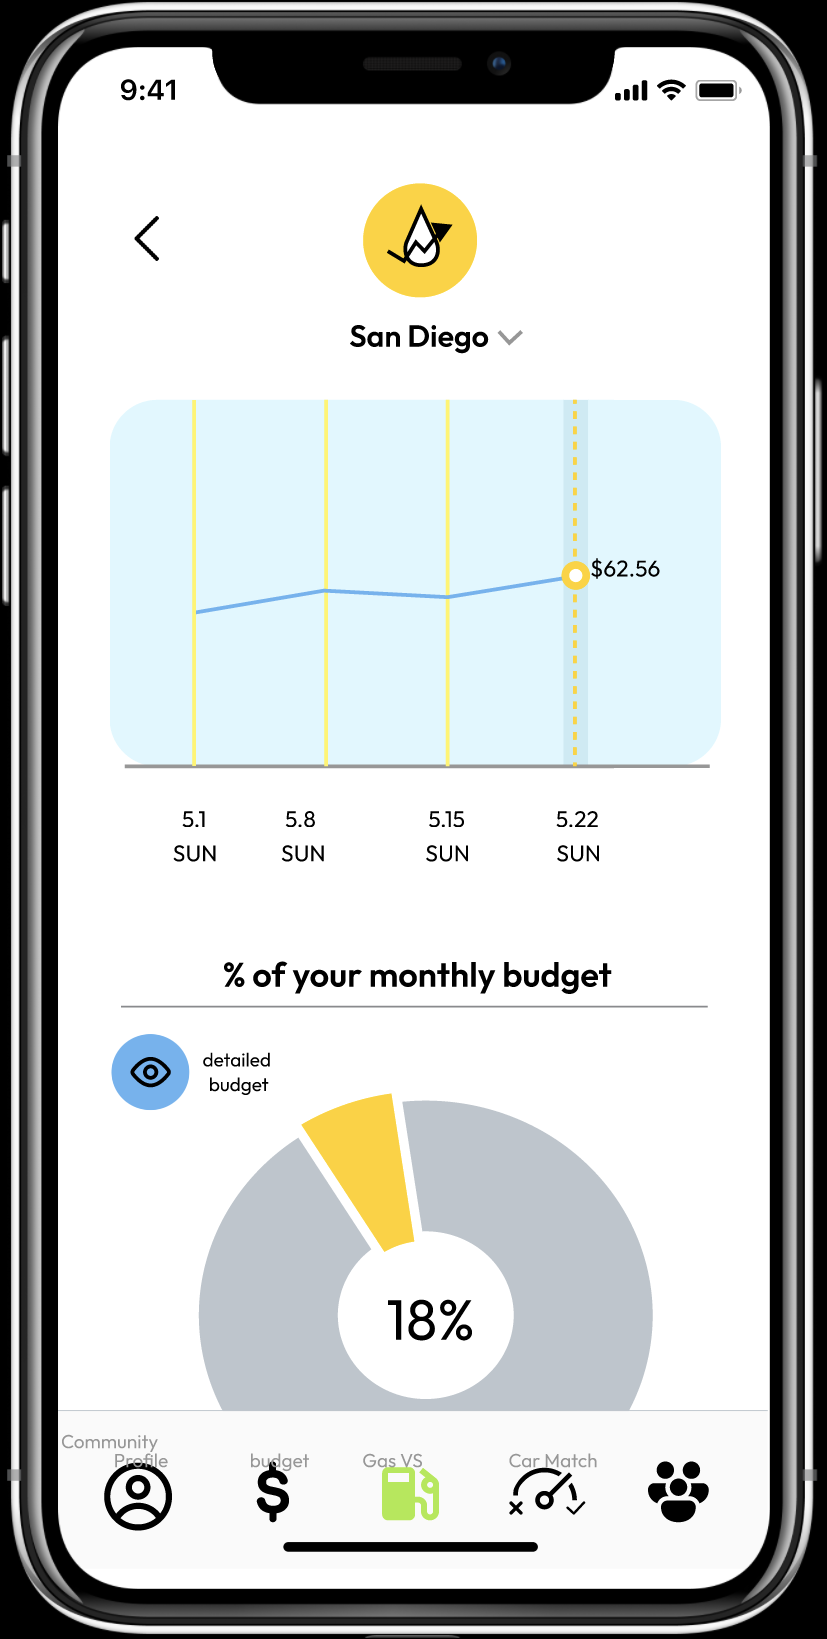 9:41
San Diego
$62.56
5.1 5.8 5.15 5.22
SUN SUN SUN SUN
% of your monthly budget
detailed
budget
18%
Community
Profile budget Gas VS Car Match